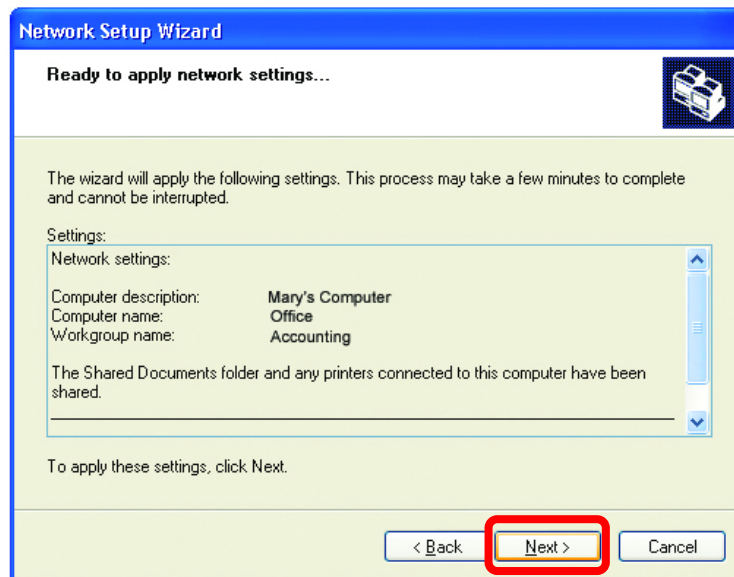 Network Setup Wizard
Ready to apply network settings...
The wizard will apply the following settings. This process may take a few minutes to complete
and cannot be interrupted.
Settings:
Network settings:
Computer description: Mary's Computer
Computer name: Office
Workgroup name: Accounting
The Shared Documents folder and any printers connected to this computer have been
shared.
To apply these settings, click Next.
< Back Next > Cancel